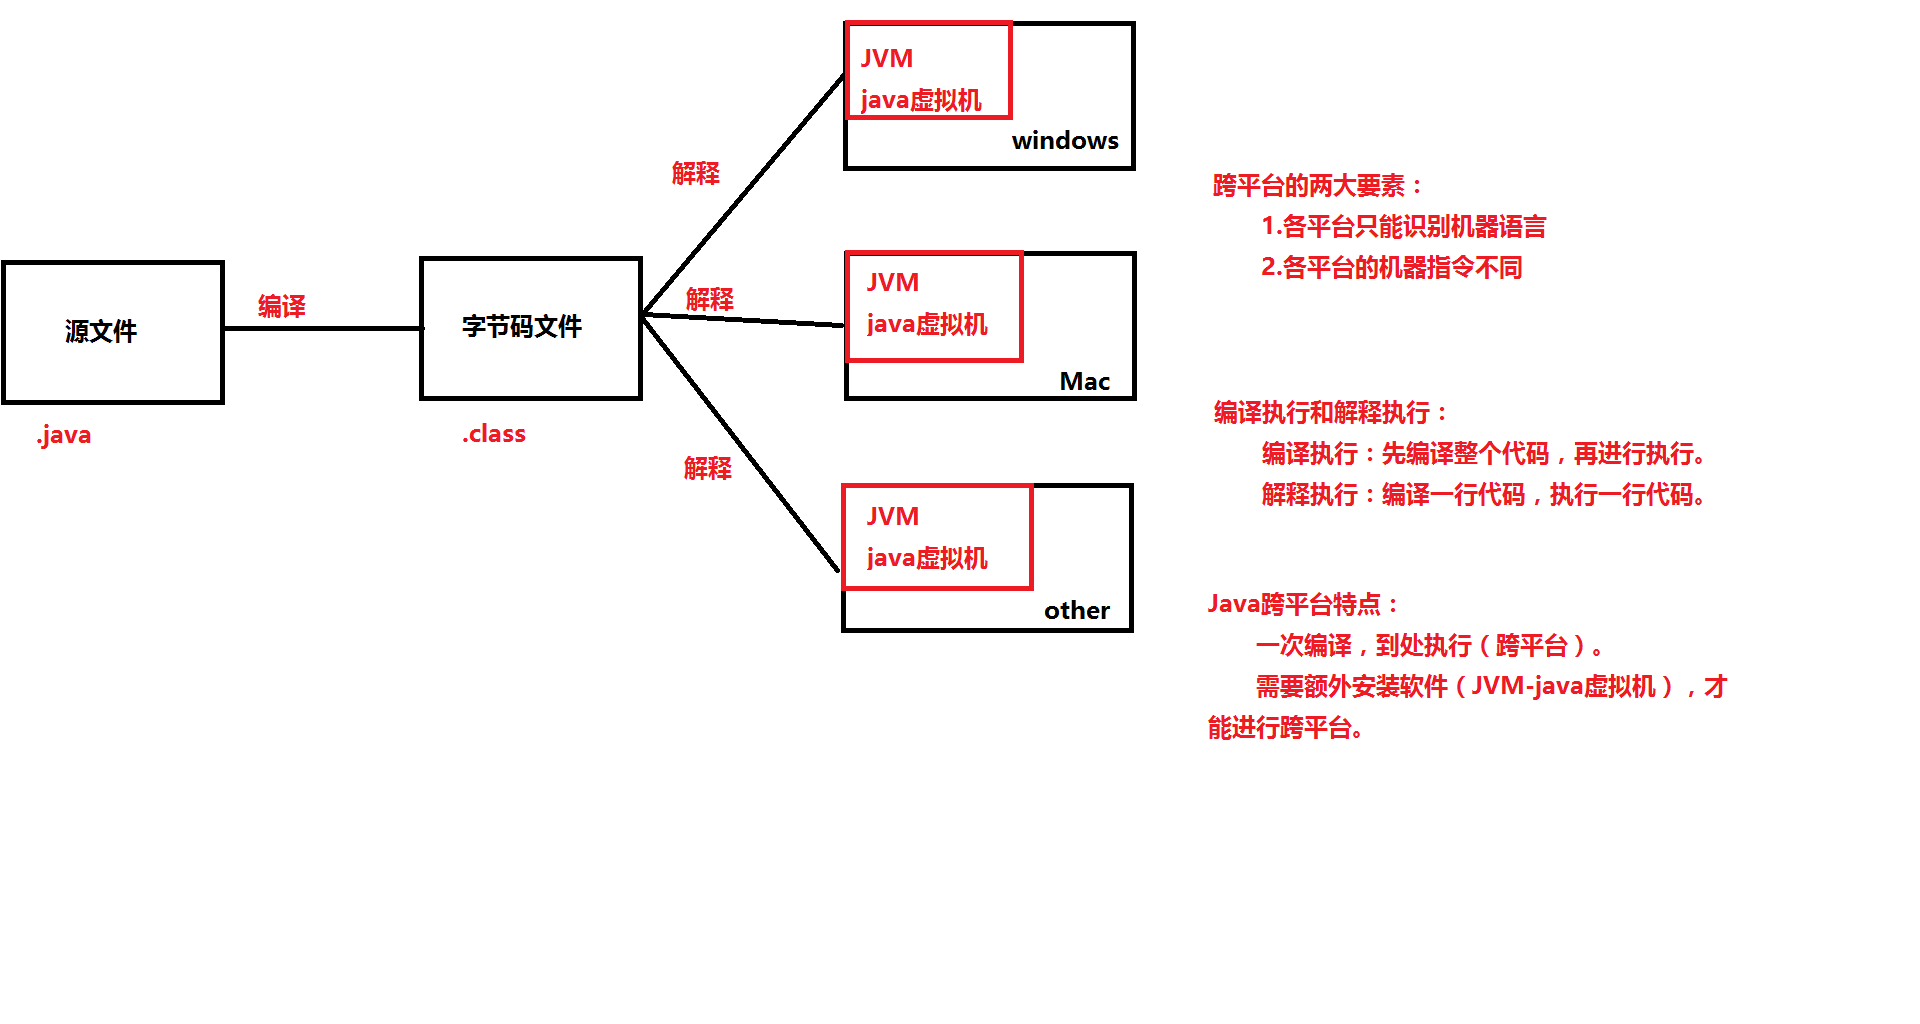 源文件
.java
编译
字节码文件
.class
解释
解释
解释
JVM
java虚拟机
windows
JVM
java虚拟机
Mac
JVM
java虚拟机
other
跨平台的两大要素：
1.各平台只能识别机器语言
2.各平台的机器指令不同
编译执行和解释执行：
编译执行：先编译整个代码，再进行执行。
解释执行：编译一行代码，执行一行代码。
Java跨平台特点：
一次编译，到处执行（跨平台）。
需要额外安装软件（JVM-java虚拟机），才
能进行跨平台。